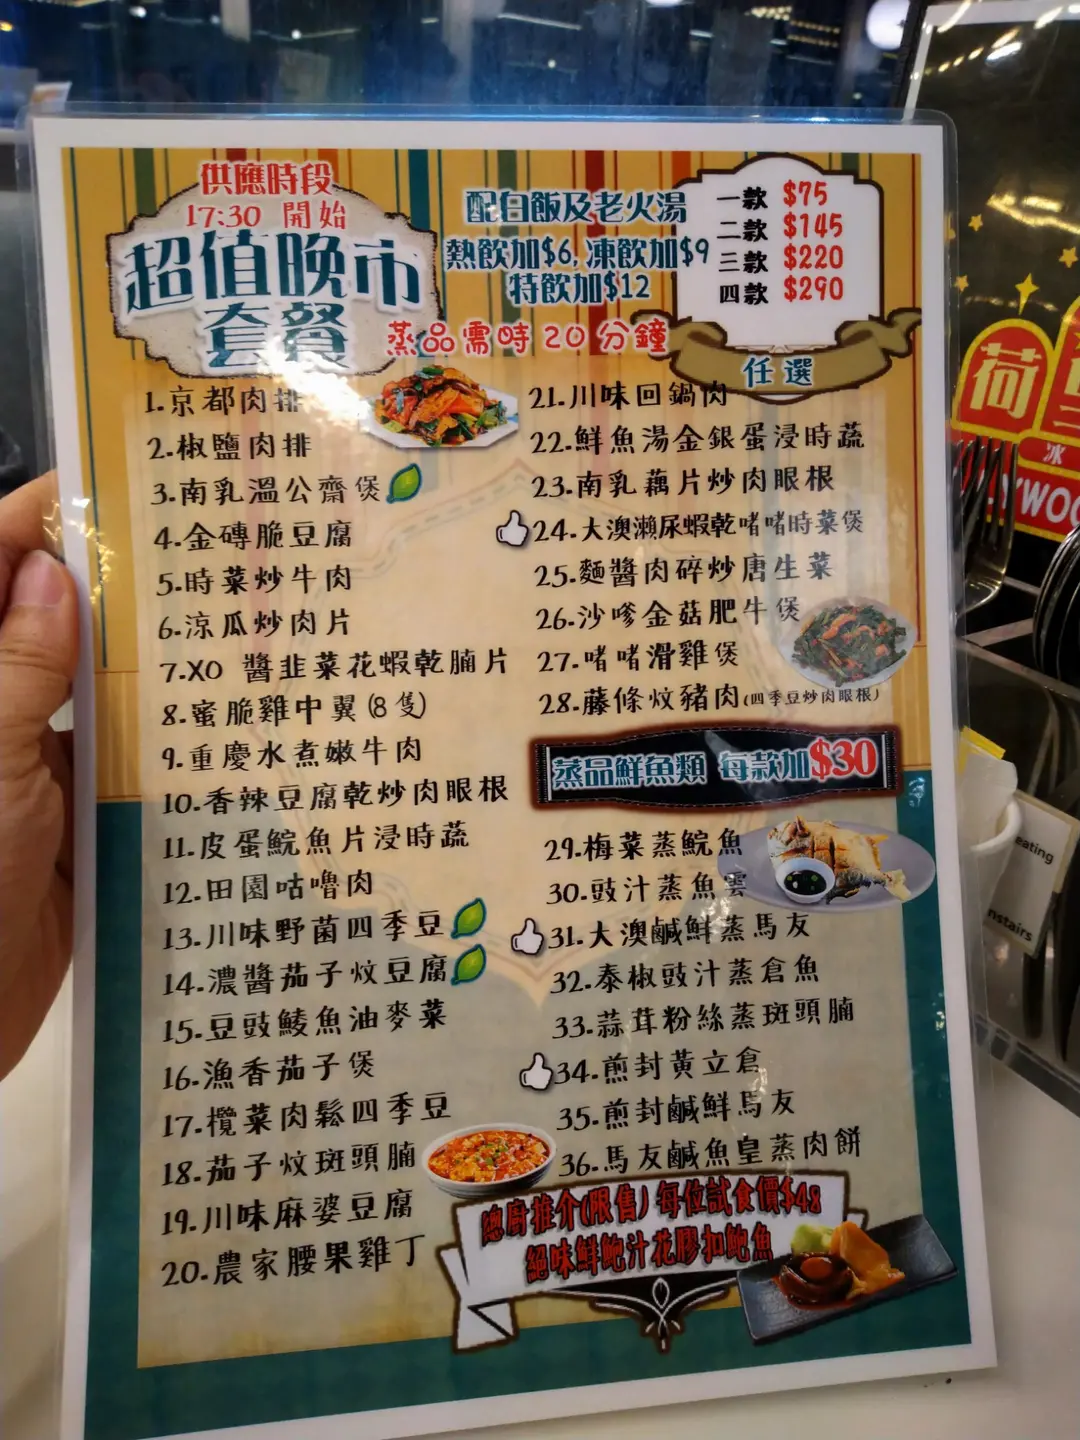 供應時段
17:30 開始
超值晚市
套餐
配白飯及老火湯
熱飲加$6, 凍飲加$9
特飲加$12
蒸品需時20分鐘
一款 $75
二款 $145
三款 $220
四款 $290
任選
1.京都肉排
2.椒鹽肉排
3.南乳溫公齋煲
4.金磚脆豆腐
5.時菜炒牛肉
6.涼瓜炒肉片
7.XO 醬韭菜花蝦乾腩片
8.蜜脆雞中翼(8隻)
9.重慶水煮嫩牛肉
10.香辣豆腐乾炒肉眼根
11.皮蛋鯇魚片浸時蔬
12.田園咕嚕肉
13.川味野菌四季豆
14.濃醬茄子炆豆腐
15.豆豉鯪魚油麥菜
16.漁香茄子煲
17.欖菜肉鬆四季豆
18.茄子炆斑頭腩
19.川味麻婆豆腐
20.農家腰果雞丁
21.川味回鍋肉
22.鮮魚湯金銀蛋浸時蔬
23.南乳藕片炒肉眼根
24.大澳瀨尿蝦乾啫啫時菜煲
25.麵醬肉碎炒唐生菜
26.沙嗲金菇肥牛煲
27.啫啫滑雞煲
28.藤條炆豬肉(四季豆炒肉眼根)
蒸品鮮魚類 每款加$30
29.梅菜蒸鯇魚
30.豉汁蒸魚雲
31.大澳鹹鮮蒸馬友
32.泰椒豉汁蒸倉魚
33.蒜茸粉絲蒸斑頭腩
34.煎封黃立倉
35.煎封鹹鮮馬友
36.馬友鹹魚皇蒸肉餅
總廚推介(限售) 每位試食價$48
絕味鮮鮑汁花膠扣鮑魚
荷
冰
LYWOO
eating
nstairs